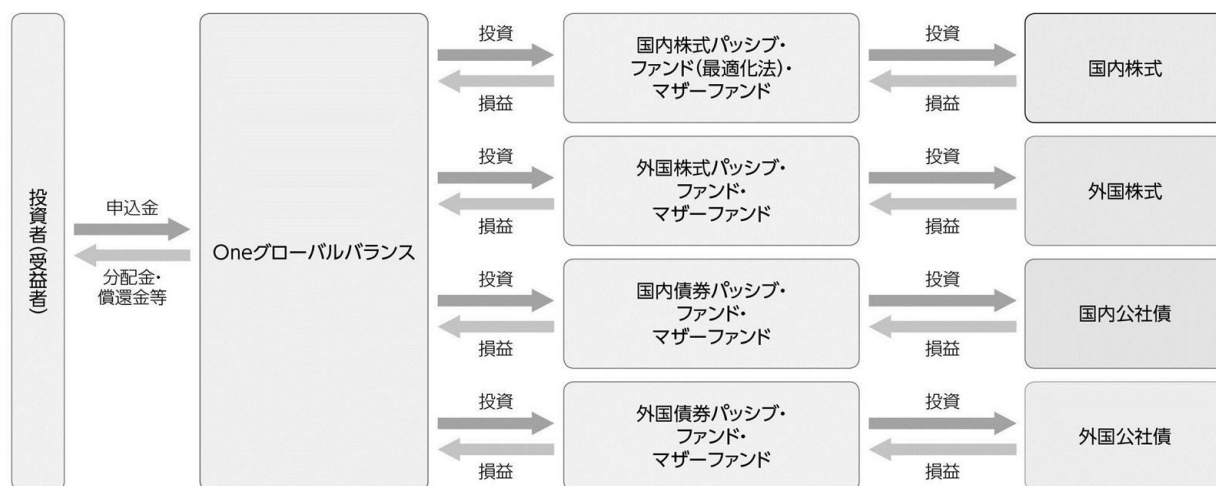 投資者(受益者)
申込金
分配金・
償還金等
Oneグローバルバランス
投資
損益
国内株式パッシブ・
ファンド(最適化法)・
マザーファンド
投資
損益
国内株式
投資
損益
外国株式パッシブ・
ファンド・
マザーファンド
投資
損益
外国株式
投資
損益
国内債券パッシブ・
ファンド・
マザーファンド
投資
損益
国内公社債
投資
損益
外国債券パッシブ・
ファンド・
マザーファンド
投資
損益
外国公社債